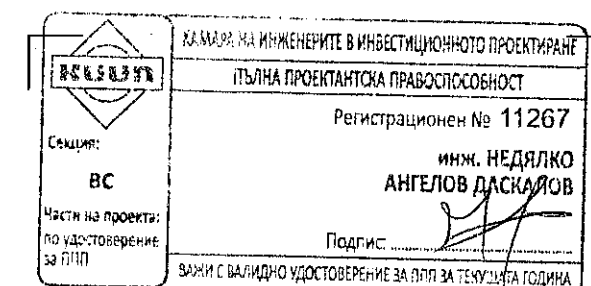 КИИП
Секция:
ВС
Части на проекта:
по удостоверение
за ППП
КАМАРА НА ИНЖЕНЕРИТЕ В ИНВЕСТИЦИОННОТО ПРОЕКТИРАНЕ
ПЪЛНА ПРОЕКТАНТСКА ПРАВОСПОСОБНОСТ
Регистрационен № 11267
инж. НЕДЯЛКО
АНГЕЛОВ ДАСКАЛОВ
Подпис:
ВАЖИ С ВАЛИДНО УДОСТОВЕРЕНИЕ ЗА ППП ЗА ТЕКУЩАТА ГОДИНА